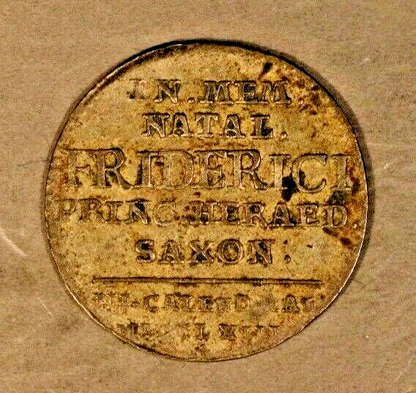 IN. MEM
NATAL.
FRIDERICI
PRINC. HERAED.
SAXON: